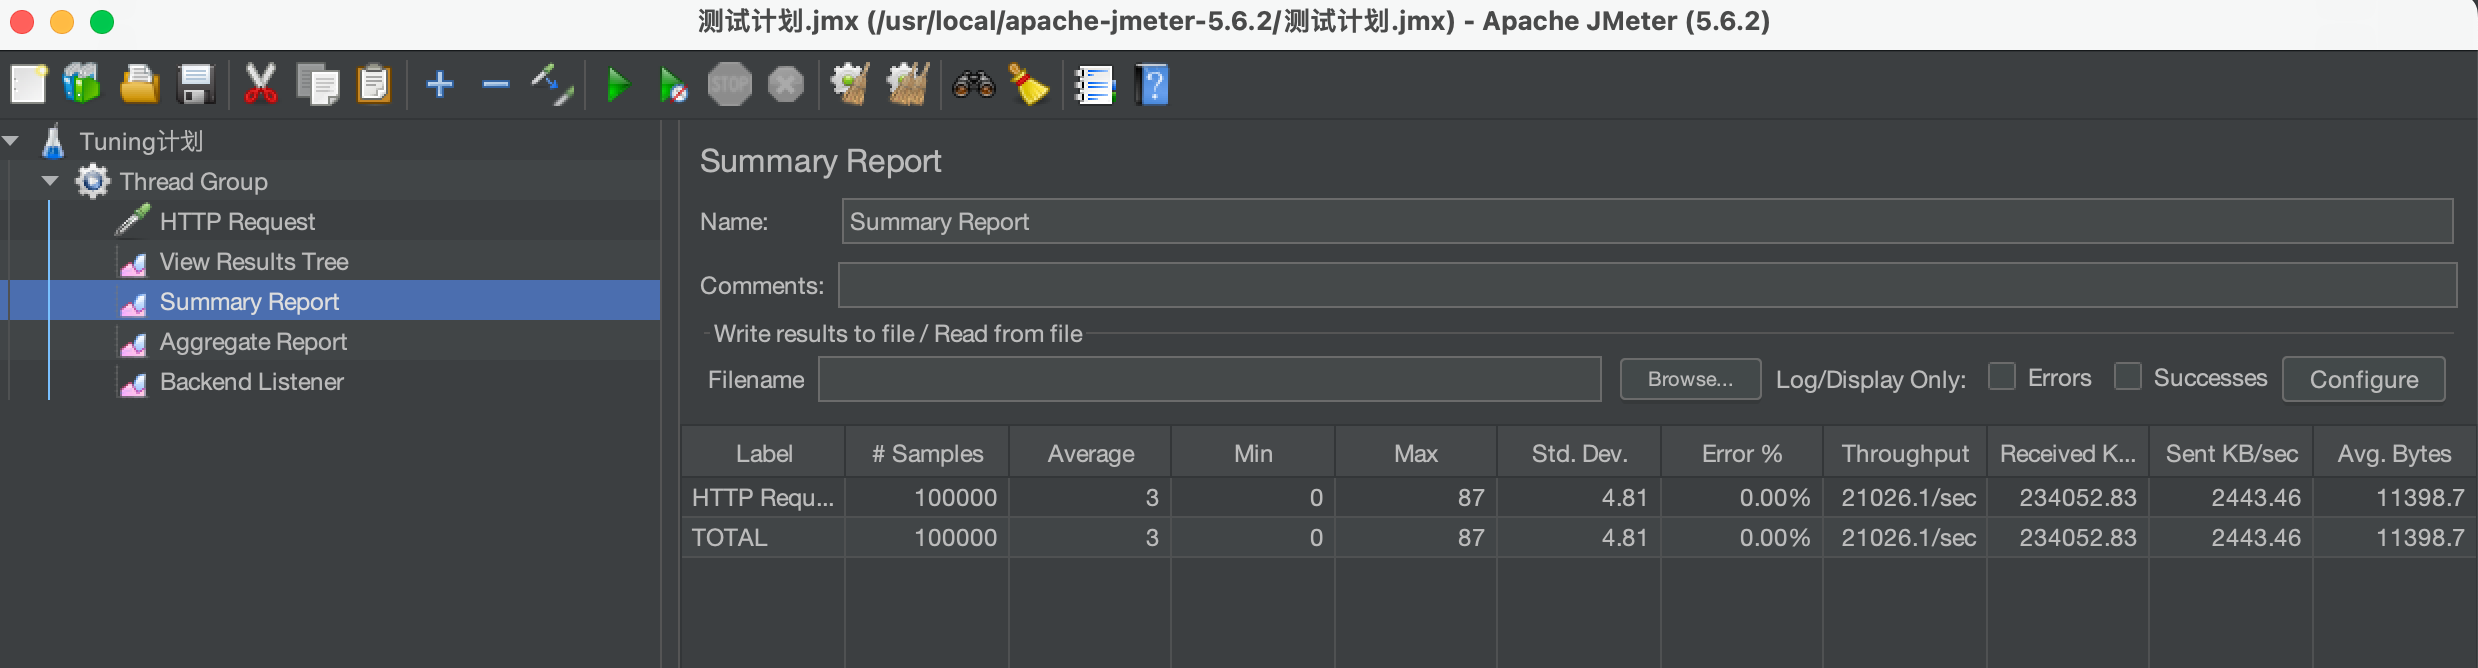 测试计划.jmx (/usr/local/apache-jmeter-5.6.2/测试计划.jmx) - Apache JMeter (5.6.2)
STOP
Tuning计划
Thread Group
HTTP Request
View Results Tree
Summary Report
Aggregate Report
Backend Listener
Summary Report
Name: Summary Report
Comments:
Write results to file / Read from file
Filename Browse... Log/Display Only: Errors Successes Configure
Label # Samples Average Min Max Std. Dev. Error % Throughput Received K... Sent KB/sec Avg. Bytes
HTTP Requ... 100000 3 0 87 4.81 0.00% 21026.1/sec 234052.83 2443.46 11398.7
TOTAL 100000 3 0 87 4.81 0.00% 21026.1/sec 234052.83 2443.46 11398.7